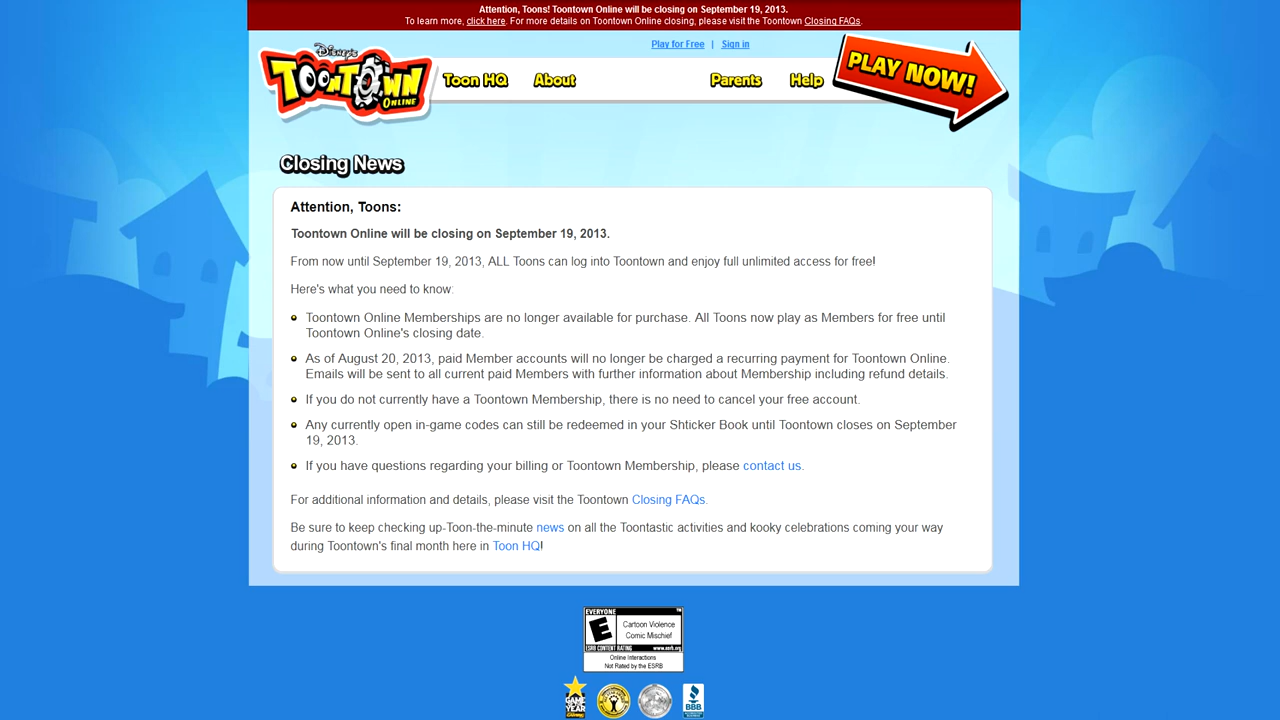 Attention, Toons! Toontown Online will be closing on September 19, 2013.
To learn more, click here. For more details on Toontown Online closing, please visit the Toontown Closing FAQs.
Play for Free | Sign in
Disney's
TOONTOWN
ONLINE
Toon HQ About Parents Help
PLAY NOW!
Closing News
Attention, Toons:
Toontown Online will be closing on September 19, 2013.
From now until September 19, 2013, ALL Toons can log into Toontown and enjoy full unlimited access for free!
Here's what you need to know:
Toontown Online Memberships are no longer available for purchase. All Toons now play as Members for free until
Toontown Online's closing date.
As of August 20, 2013, paid Member accounts will no longer be charged a recurring payment for Toontown Online.
Emails will be sent to all current paid Members with further information about Membership including refund details.
If you do not currently have a Toontown Membership, there is no need to cancel your free account.
Any currently open in-game codes can still be redeemed in your Shticker Book until Toontown closes on September
19, 2013.
If you have questions regarding your billing or Toontown Membership, please contact us.
For additional information and details, please visit the Toontown Closing FAQs.
Be sure to keep checking up-Toon-the-minute news on all the Toontastic activities and kooky celebrations coming your way
during Toontown's final month here in Toon HQ!
EVERYONE
TM
E
Cartoon Violence
Comic Mischief
ESRB CONTENT RATING www.esrb.org
Online Interactions
Not Rated by the ESRB
GAME
YEAR
BBB